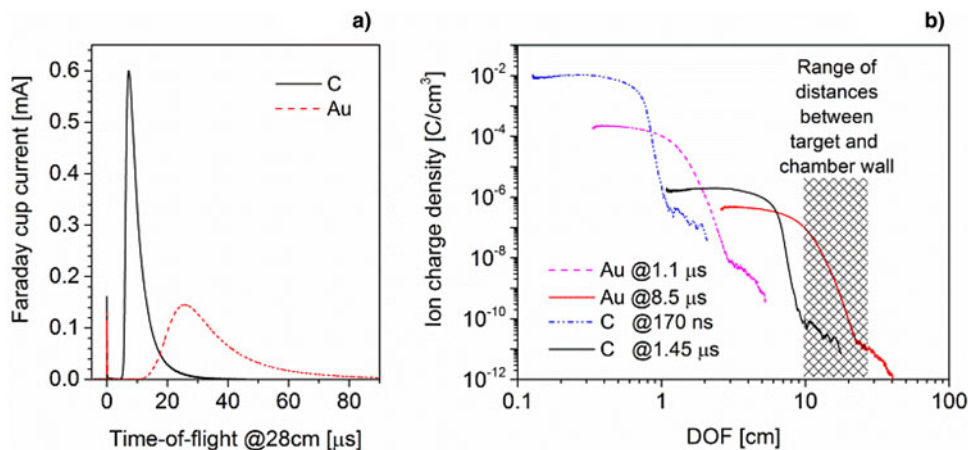 a)
Faraday cup current [mA]
0.6
0.5
0.4
0.3
0.2
0.1
0.0
C
Au
0 20 40 60 80
Time-of-flight @28cm [μs]
b)
Ion charge density [C/cm³]
10⁻²
10⁻⁴
10⁻⁶
10⁻⁸
10⁻¹⁰
10⁻¹²
Range of
distances
between
target and
chamber wall
Au @1.1 μs
Au @8.5 μs
C @170 ns
C @1.45 μs
0.1 1 10 100
DOF [cm]